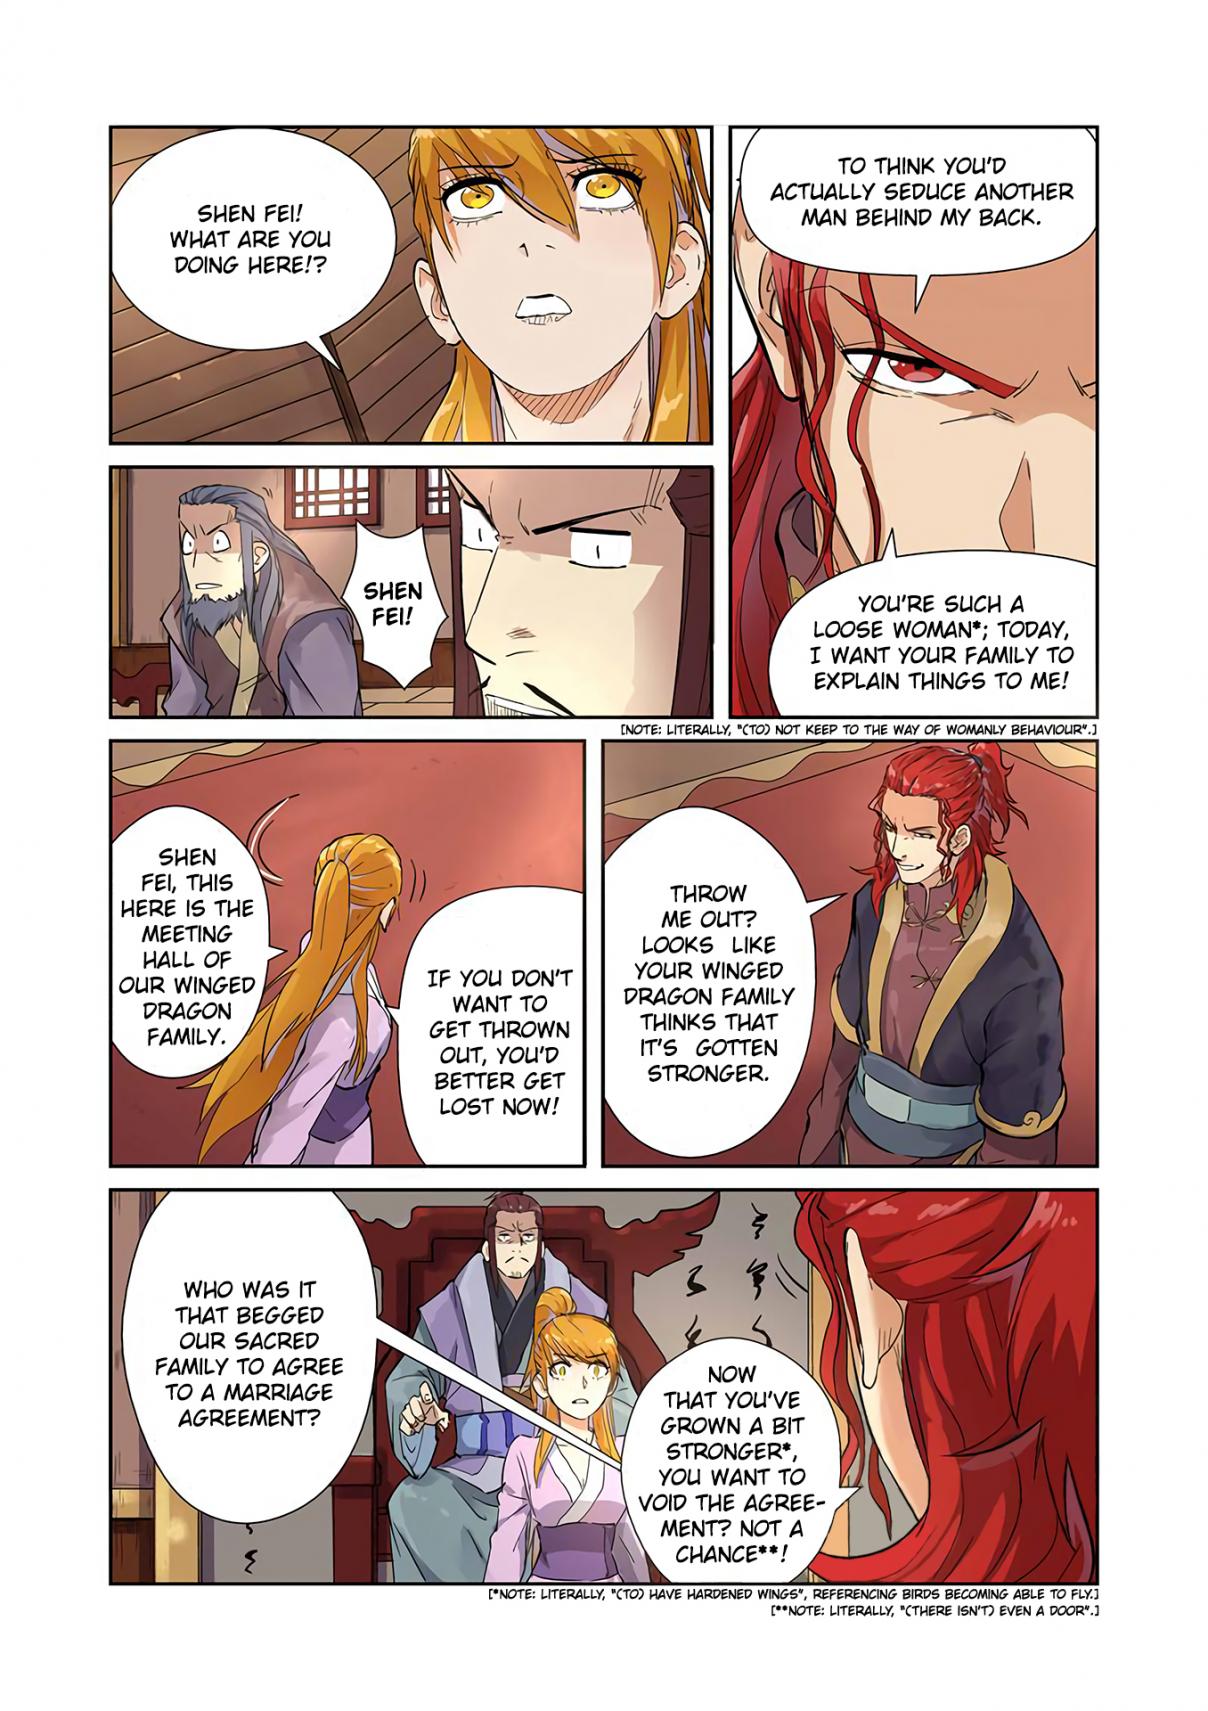 SHEN FEI!
WHAT ARE YOU
DOING HERE!?
TO THINK YOU'D
ACTUALLY SEDUCE ANOTHER
MAN BEHIND MY BACK.
YOU'RE SUCH A
LOOSE WOMAN*; TODAY,
I WANT YOUR FAMILY TO
EXPLAIN THINGS TO ME!
SHEN
FEI!
[NOTE: LITERALLY, "(TO) NOT KEEP TO THE WAY OF WOMANLY BEHAVIOUR".]
SHEN
FEI, THIS
HERE IS THE
MEETING
HALL OF
OUR WINGED
DRAGON
FAMILY.
IF YOU DON'T
WANT TO
GET THROWN
OUT, YOU'D
BETTER GET
LOST NOW!
THROW
ME OUT?
LOOKS LIKE
YOUR WINGED
DRAGON FAMILY
THINKS THAT
IT'S GOTTEN
STRONGER.
WHO WAS IT
THAT BEGGED
OUR SACRED
FAMILY TO AGREE
TO A MARRIAGE
AGREEMENT?
NOW
THAT YOU'VE
GROWN A BIT
STRONGER*,
YOU WANT TO
VOID THE AGREE-
MENT? NOT A
CHANCE**!
[*NOTE: LITERALLY, "(TO) HAVE HARDENED WINGS", REFERENCING BIRDS BECOMING ABLE TO FLY.]
[**NOTE: LITERALLY, "(THERE ISN'T) EVEN A DOOR".]